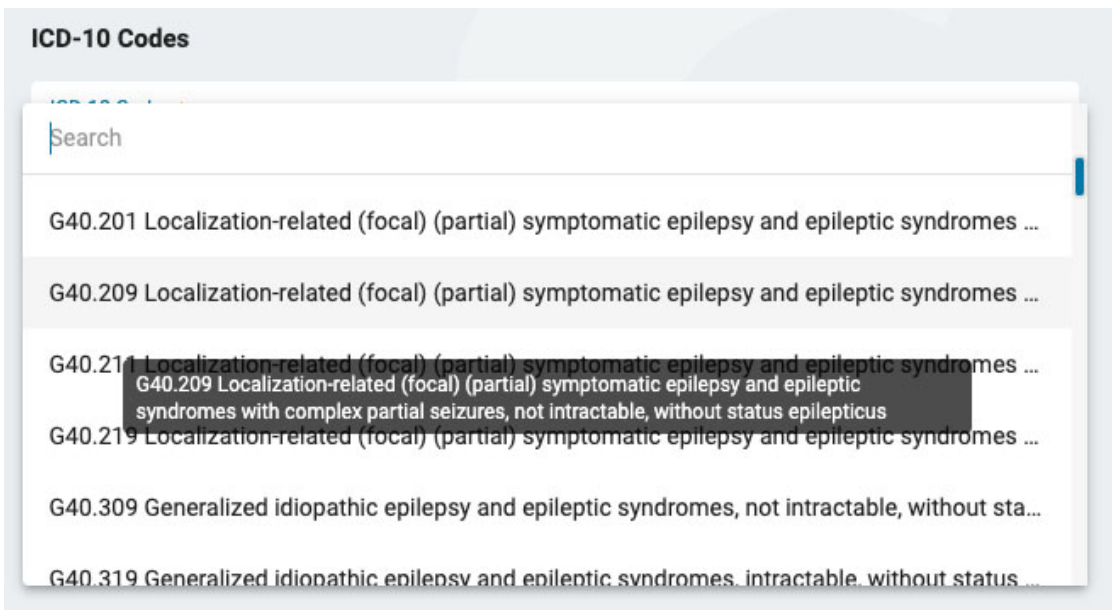 ICD-10 Codes
ICD-10 Codes
Search
G40.201 Localization-related (focal) (partial) symptomatic epilepsy and epileptic syndromes ...
G40.209 Localization-related (focal) (partial) symptomatic epilepsy and epileptic syndromes ...
G40.211 Localization-related (focal) (partial) symptomatic epilepsy and epileptic syndromes ...
G40.209 Localization-related (focal) (partial) symptomatic epilepsy and epileptic
syndromes with complex partial seizures, not intractable, without status epilepticus
G40.219 Localization-related (focal) (partial) symptomatic epilepsy and epileptic syndromes ...
G40.309 Generalized idiopathic epilepsy and epileptic syndromes, not intractable, without sta...
G40.319 Generalized idiopathic epilepsy and epileptic syndromes, intractable, without status ...